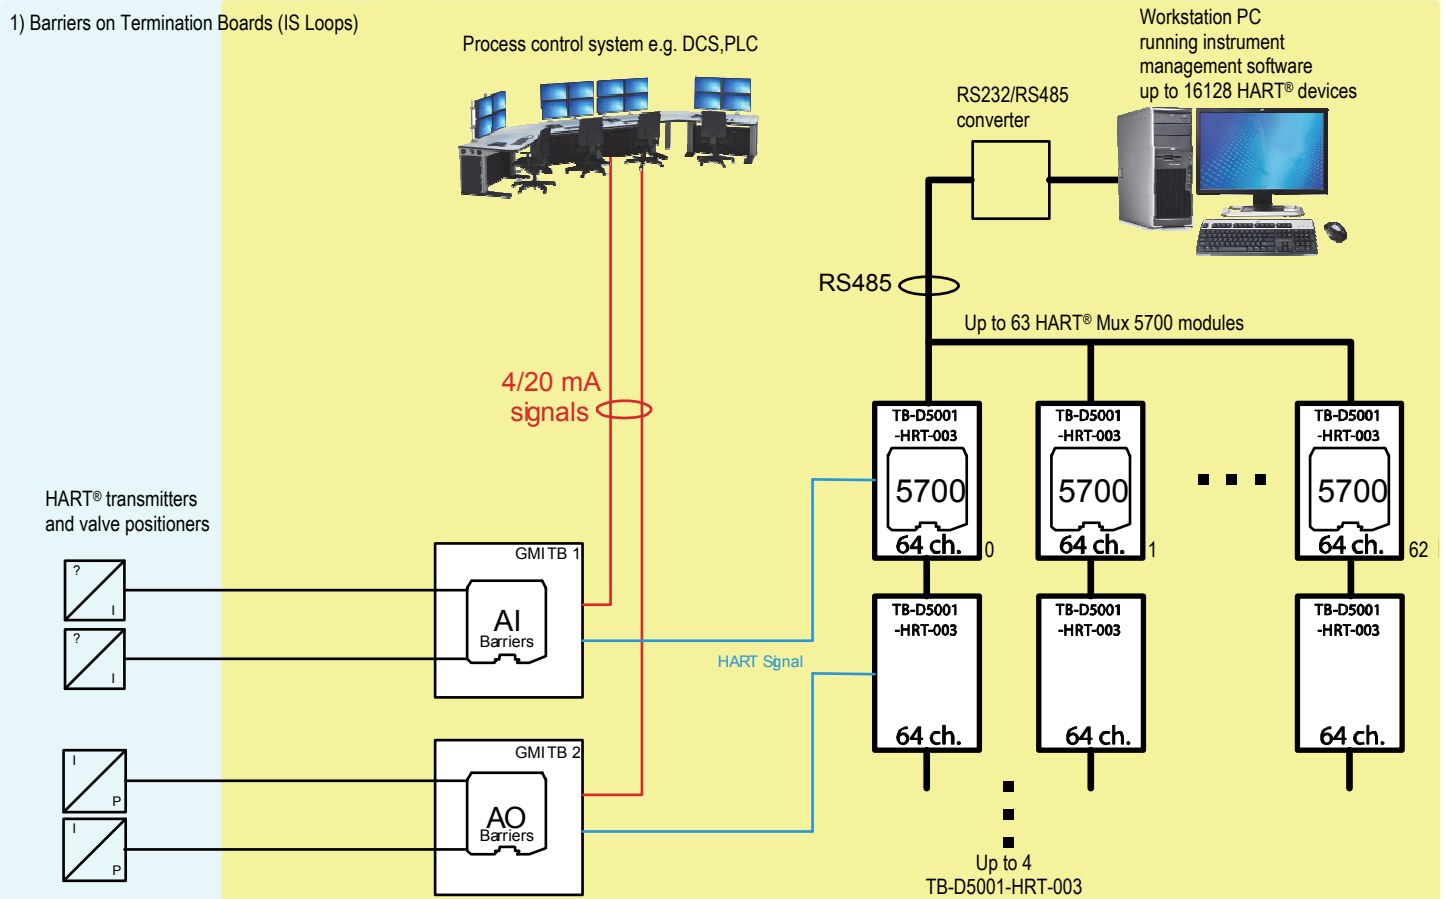 1) Barriers on Termination Boards (IS Loops)
Process control system e.g. DCS,PLC
Workstation PC
running instrument
management software
up to 16128 HART® devices
RS232/RS485
converter
RS485
Up to 63 HART® Mux 5700 modules
4/20 mA
signals
HART® transmitters
and valve positioners
?
I
?
I
I
P
I
P
GMI TB 1
AI
Barriers
GMI TB 2
AO
Barriers
HART Signal
TB-D5001
-HRT-003
5700
64 ch.
0
TB-D5001
-HRT-003
5700
64 ch.
1
TB-D5001
-HRT-003
5700
64 ch.
62
TB-D5001
-HRT-003
64 ch.
TB-D5001
-HRT-003
64 ch.
TB-D5001
-HRT-003
64 ch.
Up to 4
TB-D5001-HRT-003